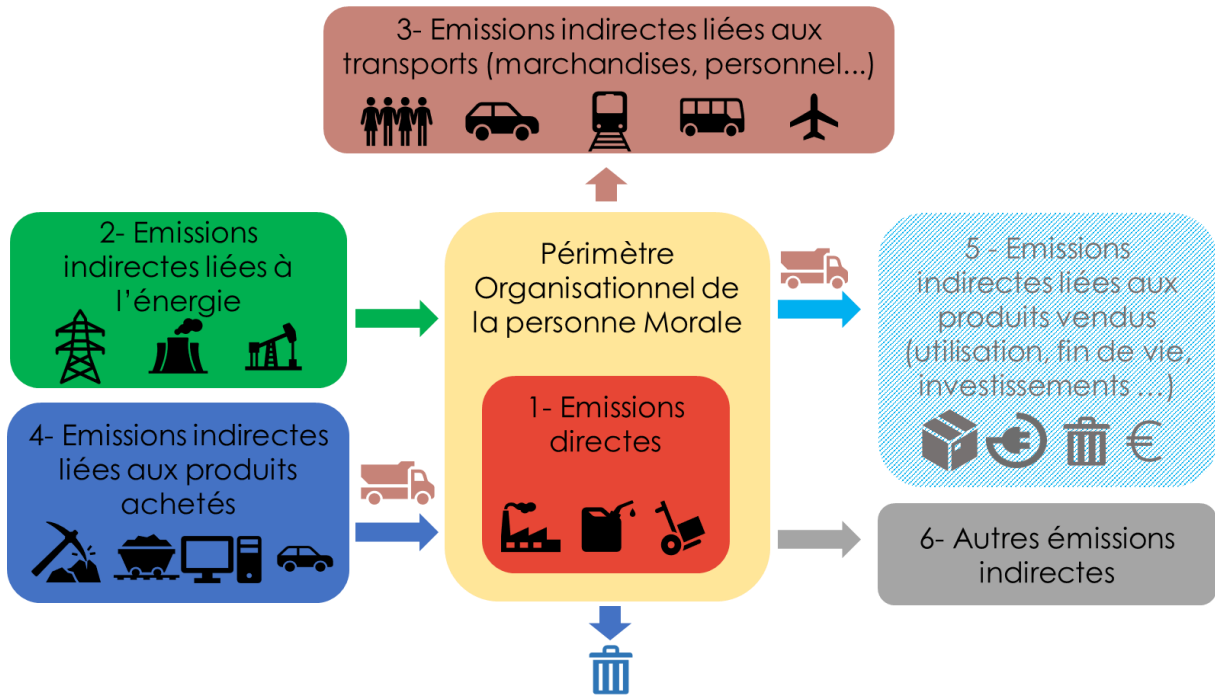 3- Emissions indirectes liées aux
transports (marchandises, personnel...)
2- Emissions
indirectes liées à
l’énergie
Périmètre
Organisationnel de
la personne Morale
5 - Emissions
indirectes liées aux
produits vendus
(utilisation, fin de vie,
investissements …)
€
1- Emissions
directes
4- Emissions indirectes
liées aux produits
achetés
6- Autres émissions
indirectes